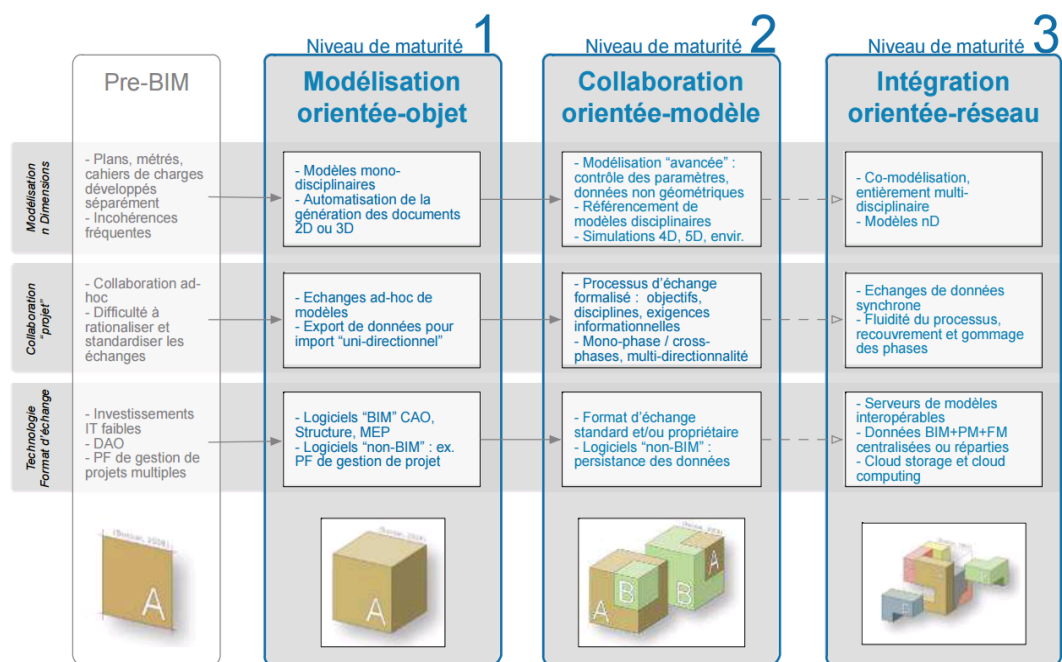 Niveau de maturité 1
Niveau de maturité 2
Niveau de maturité 3
Pre-BIM
Modélisation
orientée-objet
Collaboration
orientée-modèle
Intégration
orientée-réseau
Modélisation
n Dimensions
- Plans, métrés,
cahiers de charges
développés
séparément
- Incohérences
fréquentes
- Modèles mono-
disciplinaires
- Automatisation de la
génération des documents
2D ou 3D
- Modélisation “avancée” :
contrôle des paramètres,
données non géométriques
- Référencement de
modèles disciplinaires
- Simulations 4D, 5D, envir.
- Co-modélisation,
entièrement multi-
disciplinaire
- Modèles nD
Collaboration
“projet”
- Collaboration ad-
hoc
- Difficulté à
rationaliser et
standardiser les
échanges
- Echanges ad-hoc de
modèles
- Export de données pour
import “uni-directionnel”
- Processus d’échange
formalisé : objectifs,
disciplines, exigences
informationnelles
- Mono-phase / cross-
phases, multi-directionnalité
- Echanges de données
synchrone
- Fluidité du processus,
recouvrement et gommage
des phases
Technologie
Format d’échange
- Investissements
IT faibles
- DAO
- PF de gestion de
projets multiples
- Logiciels “BIM” CAO,
Structure, MEP
- Logiciels “non-BIM” : ex.
PF de gestion de projet
- Format d’échange
standard et/ou propriétaire
- Logiciels “non-BIM” :
persistance des données
- Serveurs de modèles
interopérables
- Données BIM+PM+FM
centralisées ou réparties
- Cloud storage et cloud
computing
A
A
A
B
B
A